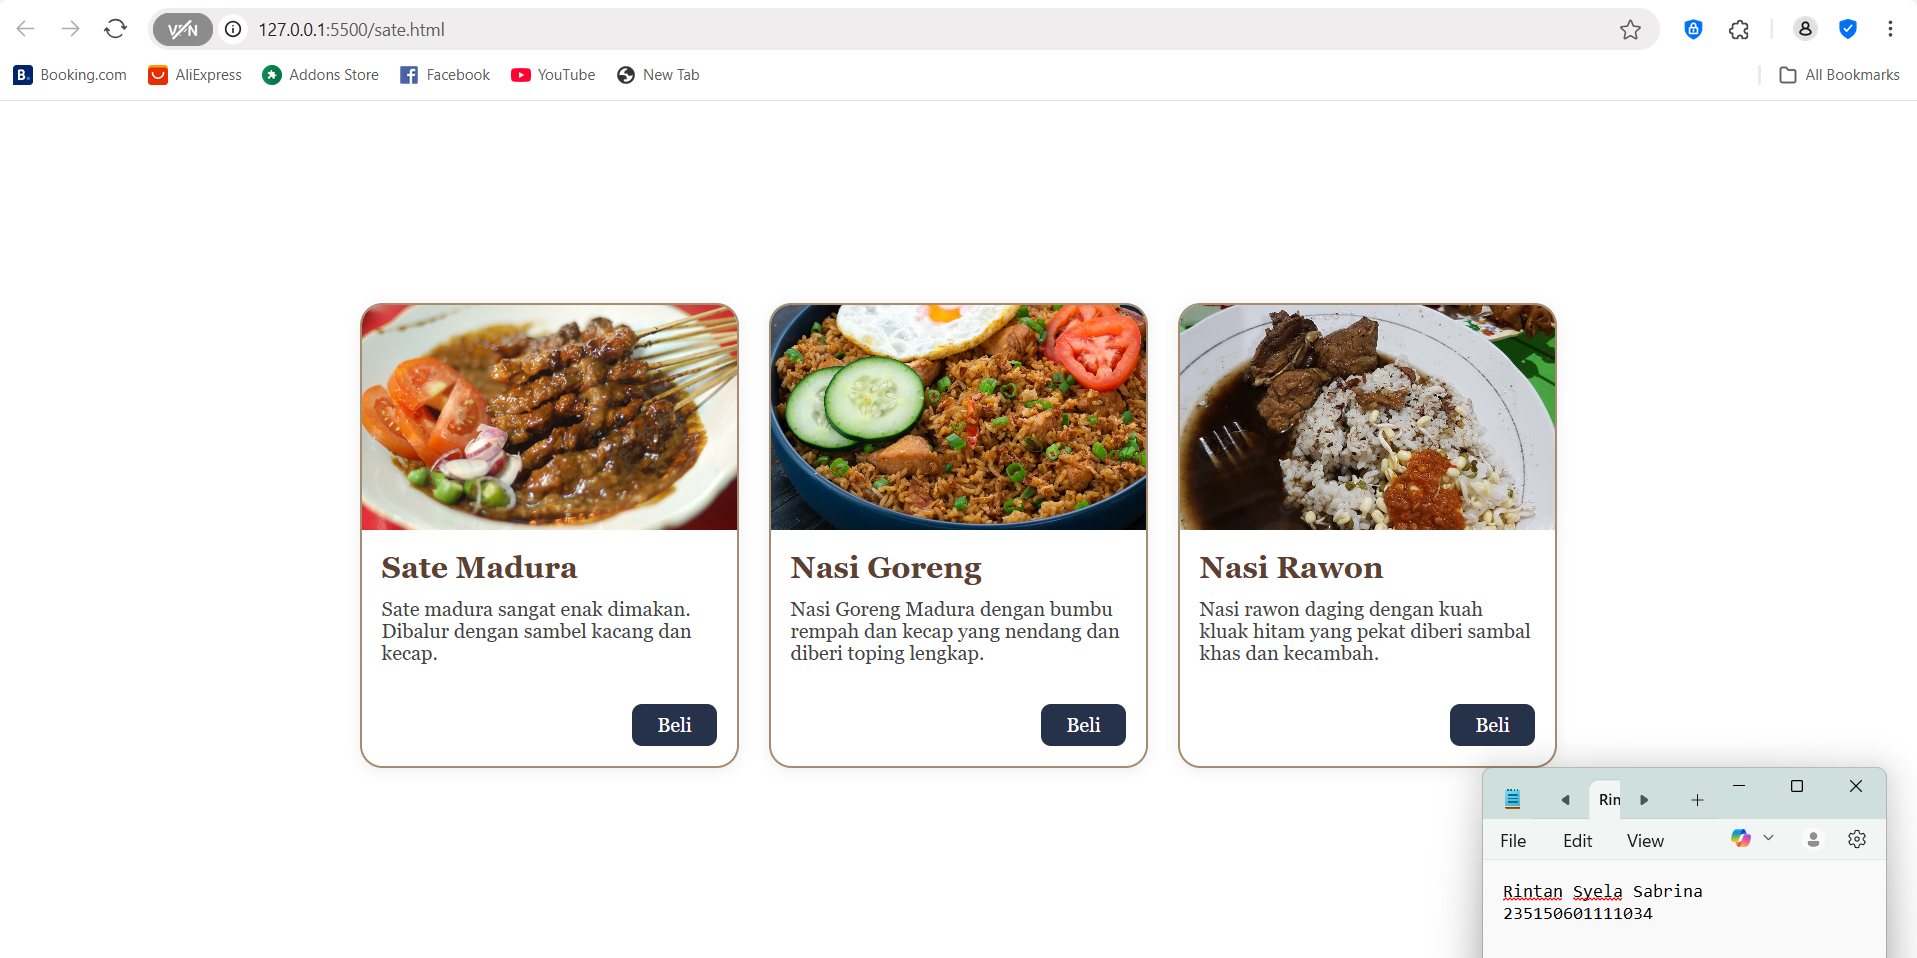 VPN
127.0.0.1:5500/sate.html
B. Booking.com
AliExpress
Addons Store
Facebook
YouTube
New Tab
All Bookmarks
Sate Madura
Sate madura sangat enak dimakan.
Dibalur dengan sambel kacang dan
kecap.
Beli
Nasi Goreng
Nasi Goreng Madura dengan bumbu
rempah dan kecap yang nendang dan
diberi toping lengkap.
Beli
Nasi Rawon
Nasi rawon daging dengan kuah
kluak hitam yang pekat diberi sambal
khas dan kecambah.
Beli
Rin
File Edit View
Rintan Syela Sabrina
235150601111034